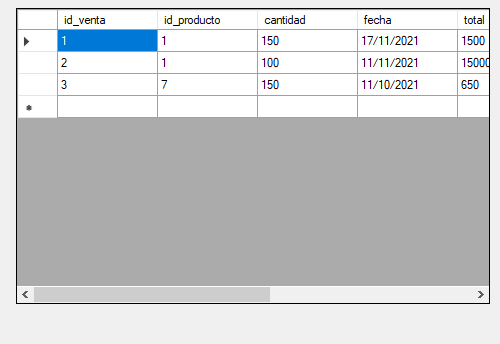 id_venta id_producto cantidad fecha total
1 1 150 17/11/2021 1500
2 1 100 11/11/2021 15000
3 7 150 11/10/2021 650
*